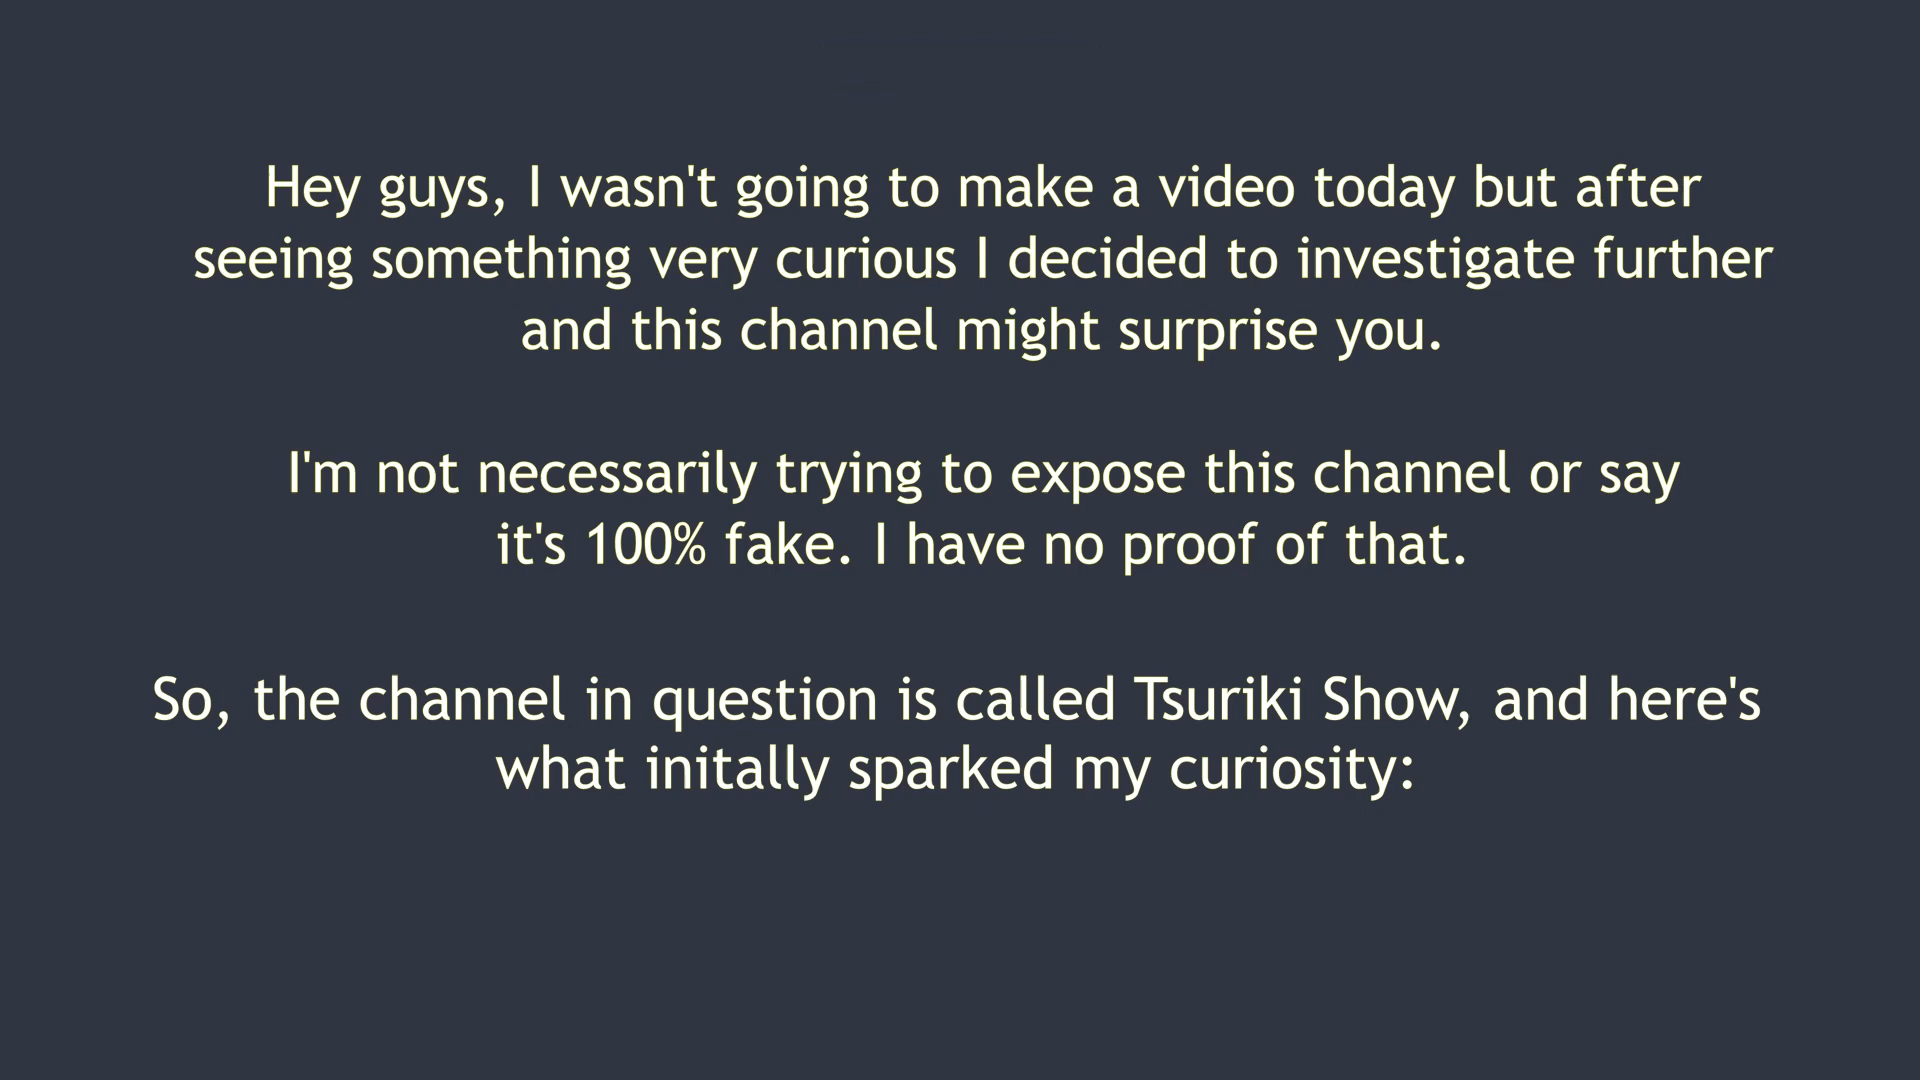 Hey guys, I wasn't going to make a video today but after
seeing something very curious I decided to investigate further
and this channel might surprise you.
I'm not necessarily trying to expose this channel or say
it's 100% fake. I have no proof of that.
So, the channel in question is called Tsuriki Show, and here's
what initally sparked my curiosity: